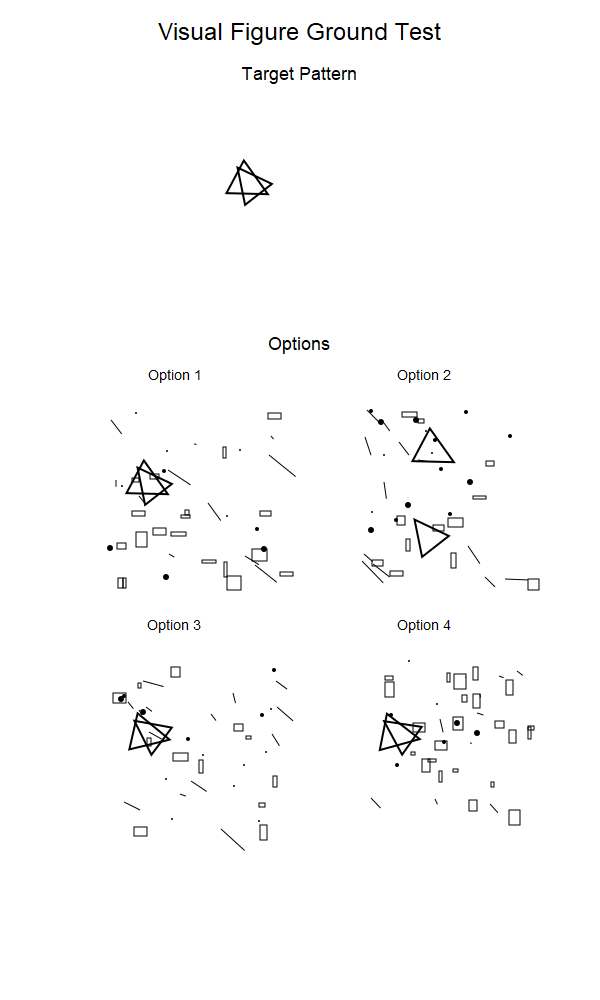 Visual Figure Ground Test
Target Pattern
Options
Option 1
Option 2
Option 3
Option 4